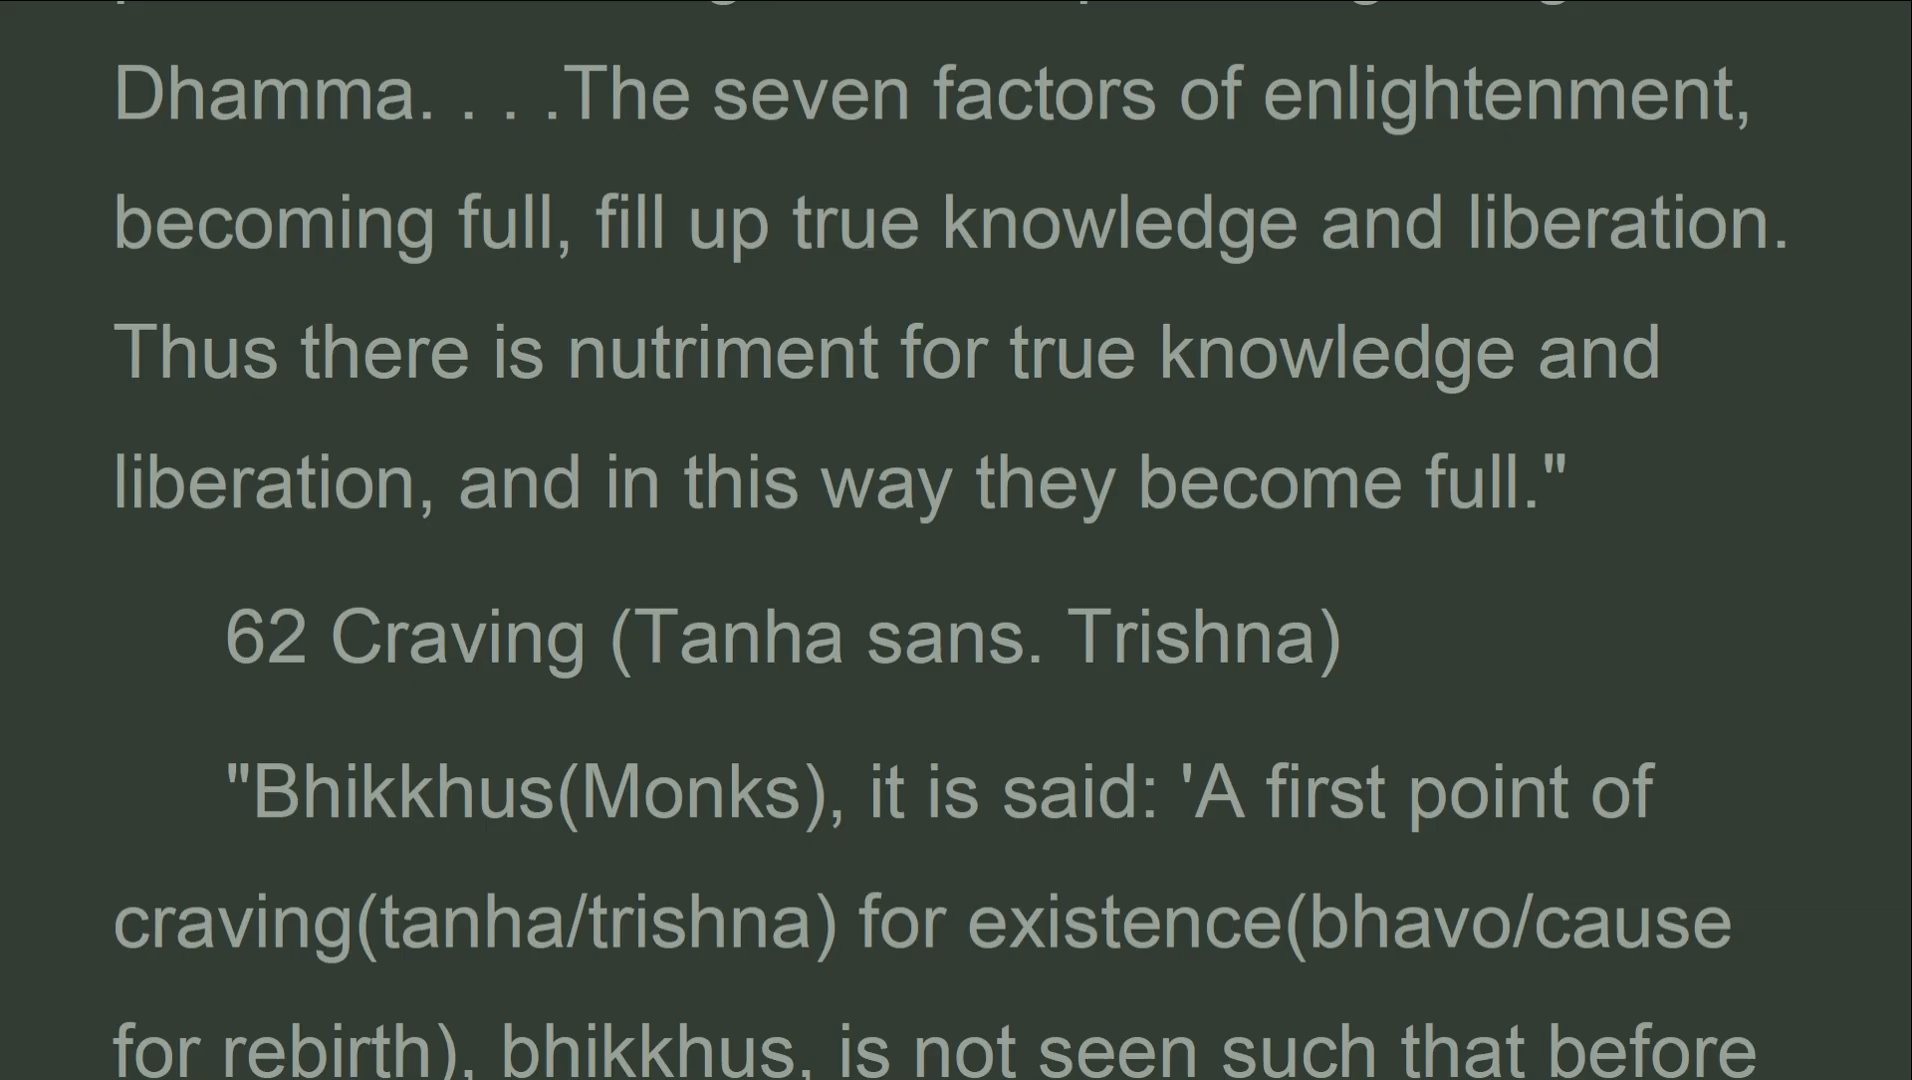 Dhamma. . . .The seven factors of enlightenment,
becoming full, fill up true knowledge and liberation.
Thus there is nutriment for true knowledge and
liberation, and in this way they become full."
62 Craving (Tanha sans. Trishna)
"Bhikkhus(Monks), it is said: 'A first point of
craving(tanha/trishna) for existence(bhavo/cause
for rebirth), bhikkhus, is not seen such that before